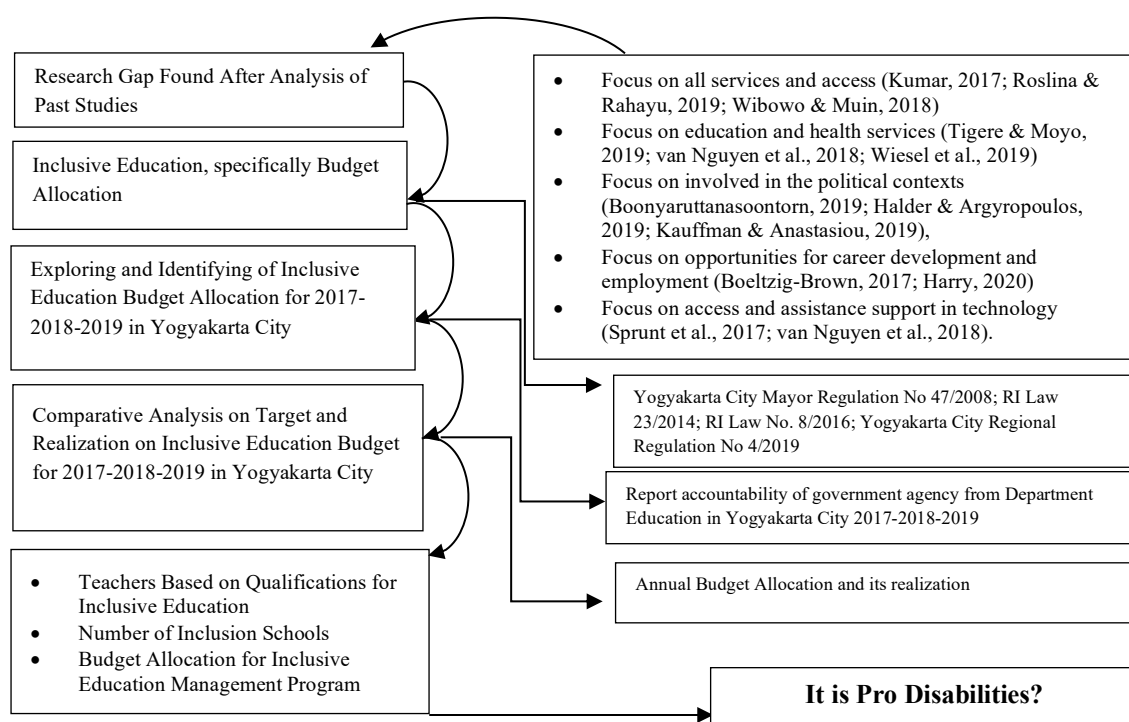 Research Gap Found After Analysis of
Past Studies
Inclusive Education, specifically Budget
Allocation
Exploring and Identifying of Inclusive
Education Budget Allocation for 2017-
2018-2019 in Yogyakarta City
Comparative Analysis on Target and
Realization on Inclusive Education Budget
for 2017-2018-2019 in Yogyakarta City
• Teachers Based on Qualifications for
Inclusive Education
• Number of Inclusion Schools
• Budget Allocation for Inclusive
Education Management Program
• Focus on all services and access (Kumar, 2017; Roslina &
Rahayu, 2019; Wibowo & Muin, 2018)
• Focus on education and health services (Tigere & Moyo,
2019; van Nguyen et al., 2018; Wiesel et al., 2019)
• Focus on involved in the political contexts
(Boonyaruttanasoontorn, 2019; Halder & Argyropoulos,
2019; Kauffman & Anastasiou, 2019),
• Focus on opportunities for career development and
employment (Boeltzig-Brown, 2017; Harry, 2020)
• Focus on access and assistance support in technology
(Sprunt et al., 2017; van Nguyen et al., 2018).
Yogyakarta City Mayor Regulation No 47/2008; RI Law
23/2014; RI Law No. 8/2016; Yogyakarta City Regional
Regulation No 4/2019
Report accountability of government agency from Department
Education in Yogyakarta City 2017-2018-2019
Annual Budget Allocation and its realization
It is Pro Disabilities?